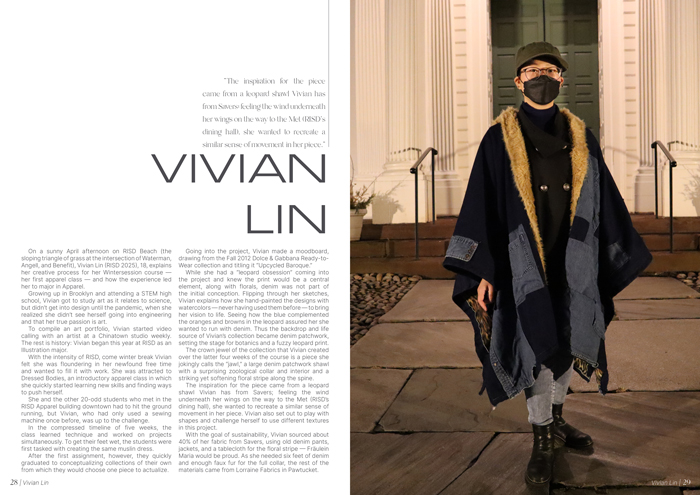 "The inspiration for the piece
came from a leopard shawl Vivian has
from Savers; feeling the wind underneath
her wings on the way to the Met (RISD's
dining hall), she wanted to recreate a
similar sense of movement in her piece."
VIVIAN
LIN
On a sunny April afternoon on RISD Beach (the
sloping triangle of grass at the intersection of Waterman,
Angell, and Benefit), Vivian Lin (RISD 2025), 18, explains
her creative process for her Wintersession course —
her first apparel class — and how the experience led
her to major in Apparel.
Growing up in Brooklyn and attending a STEM high
school, Vivian got to study art as it relates to science,
but didn't get into design until the pandemic, when she
realized she didn't see herself going into engineering
and that her true passion is art.
To compile an art portfolio, Vivian started video
calling with an artist at a Chinatown studio weekly.
The rest is history: Vivian began this year at RISD as an
Illustration major.
With the intensity of RISD, come winter break Vivian
felt she was floundering in her newfound free time
and wanted to fill it with work. She was attracted to
Dressed Bodies, an introductory apparel class in which
she quickly started learning new skills and finding ways
to push herself.
She and the other 20-odd students who met in the
RISD Apparel building downtown had to hit the ground
running, but Vivian, who had only used a sewing
machine once before, was up to the challenge.
In the compressed timeline of five weeks, the
class learned technique and worked on projects
simultaneously. To get their feet wet, the students were
first tasked with creating the same muslin dress.
After the first assignment, however, they quickly
graduated to conceptualizing collections of their own
from which they would choose one piece to actualize.
Going into the project, Vivian made a moodboard,
drawing from the Fall 2012 Dolce & Gabbana Ready-to-
Wear collection and titling it "Upcycled Baroque."
While she had a "leopard obsession" coming into
the project and knew the print would be a central
element, along with florals, denim was not part of
the initial conception. Flipping through her sketches,
Vivian explains how she hand-painted the designs with
watercolors — never having used them before — to bring
her vision to life. Seeing how the blue complemented
the oranges and browns in the leopard assured her she
wanted to run with denim. Thus the backdrop and life
source of Vivian's collection became denim patchwork,
setting the stage for botanics and a fuzzy leopard print.
The crown jewel of the collection that Vivian created
over the latter four weeks of the course is a piece she
jokingly calls the "jawl," a large denim patchwork shawl
with a surprising zoological collar and interior and a
striking yet softening floral stripe along the spine.
The inspiration for the piece came from a leopard
shawl Vivian has from Savers; feeling the wind
underneath her wings on the way to the Met (RISD's
dining hall), she wanted to recreate a similar sense of
movement in her piece. Vivian also set out to play with
shapes and challenge herself to use different textures
in this project.
With the goal of sustainability, Vivian sourced about
40% of her fabric from Savers, using old denim pants,
jackets, and a tablecloth for the floral stripe — Fräulein
Maria would be proud. As she needed six feet of denim
and enough faux fur for the full collar, the rest of the
materials came from Lorraine Fabrics in Pawtucket.
28 | Vivian Lin
Vivian Lin | 29